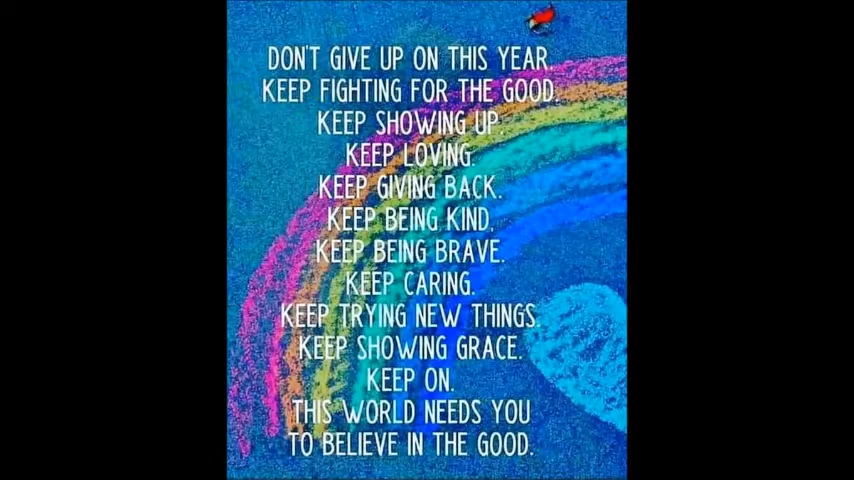 DON'T GIVE UP ON THIS YEAR.
KEEP FIGHTING FOR THE GOOD.
KEEP SHOWING UP.
KEEP LOVING.
KEEP GIVING BACK.
KEEP BEING KIND.
KEEP BEING BRAVE.
KEEP CARING.
KEEP TRYING NEW THINGS.
KEEP SHOWING GRACE.
KEEP ON.
THIS WORLD NEEDS YOU
TO BELIEVE IN THE GOOD.